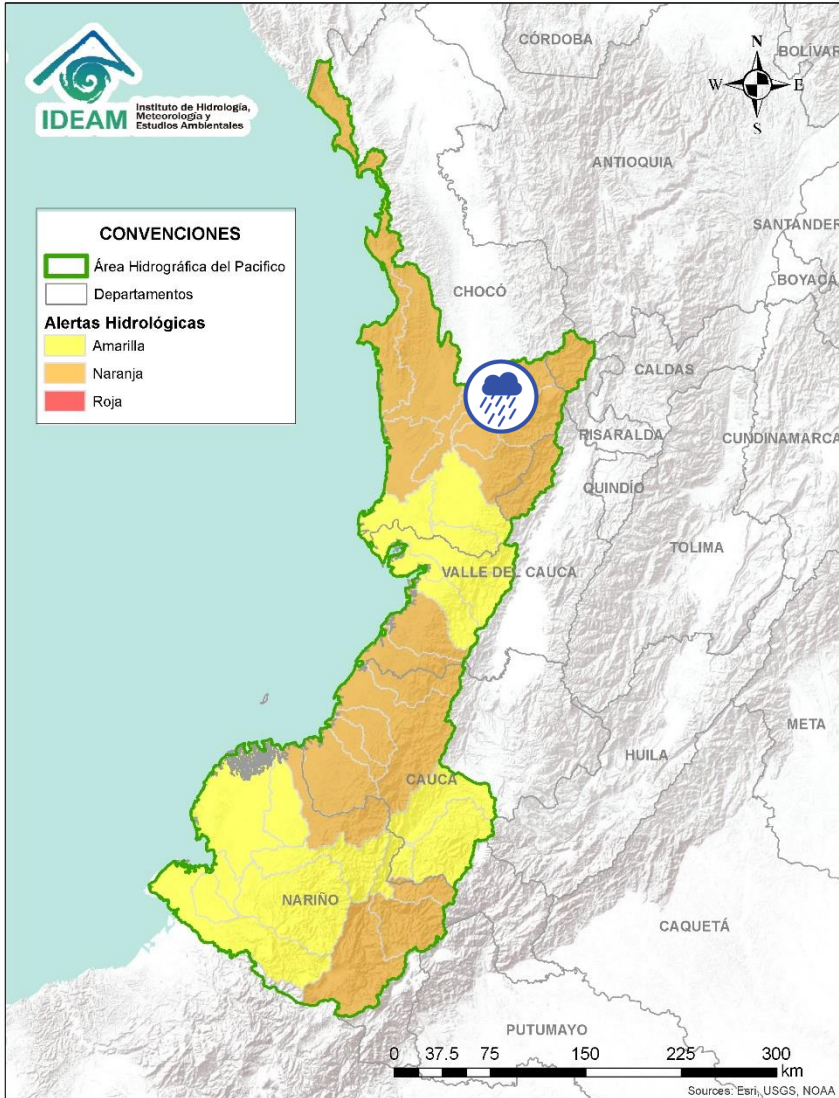 IDEAM
Instituto de Hidrología,
Meteorología y
Estudios Ambientales
CÓRDOBA
BOLÍVAR
N
W
E
S
ANTIOQUIA
SANTANDER
BOYACÁ
CONVENCIONES
Área Hidrográfica del Pacifico
Departamentos
Alertas Hidrológicas
Amarilla
Naranja
Roja
CHOCÓ
CALDAS
RISARALDA
CUNDINAMARCA
QUINDÍO
TOLIMA
VALLE DEL CAUCA
META
HUILA
CAUCA
NARIÑO
CAQUETÁ
PUTUMAYO
0 37.5 75 150 225 300
km
Sources: Esri, USGS, NOAA